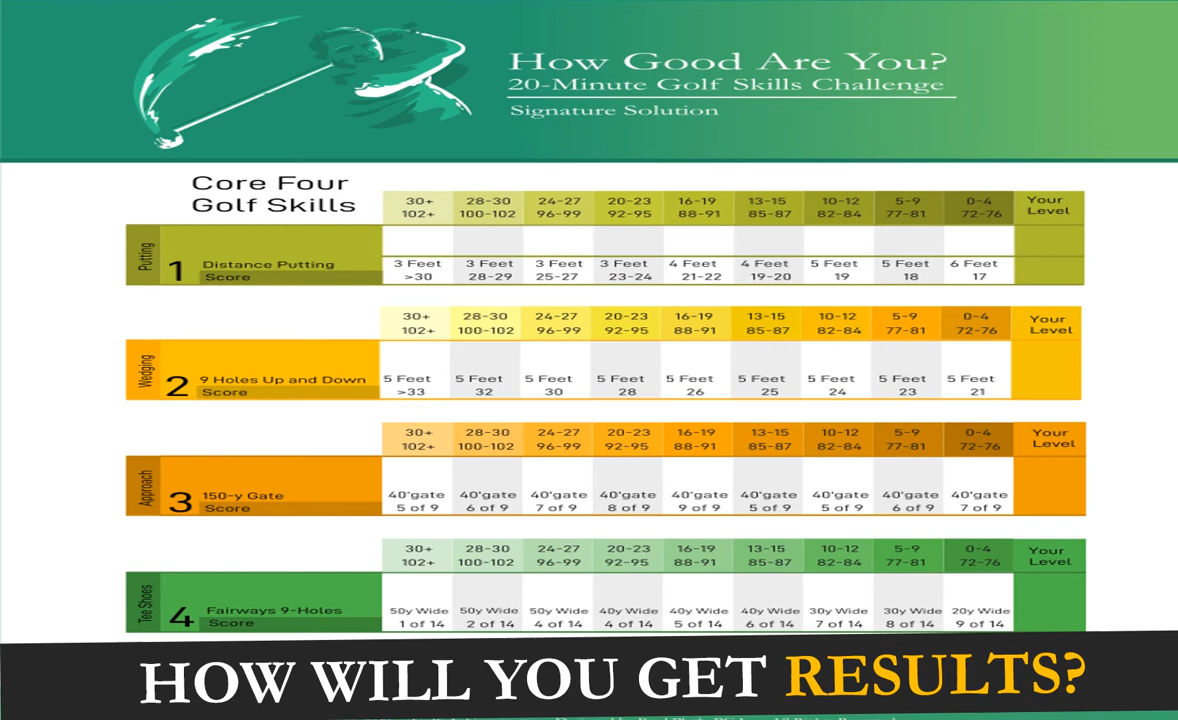 How Good Are You?
20-Minute Golf Skills Challenge
Signature Solution
Core Four
Golf Skills
30+ 28-30 24-27 20-23 16-19 13-15 10-12 5-9 0-4 Your
102+ 100-102 96-99 92-95 88-91 85-87 82-84 77-81 72-76 Level
Putting
1 Distance Putting 3 Feet 3 Feet 3 Feet 3 Feet 4 Feet 4 Feet 5 Feet 5 Feet 6 Feet
Score >30 28-29 25-27 23-24 21-22 19-20 19 18 17
30+ 28-30 24-27 20-23 16-19 13-15 10-12 5-9 0-4 Your
102+ 100-102 96-99 92-95 88-91 85-87 82-84 77-81 72-76 Level
Wedging
2 9 Holes Up and Down 5 Feet 5 Feet 5 Feet 5 Feet 5 Feet 5 Feet 5 Feet 5 Feet 5 Feet
Score >33 32 30 28 26 25 24 23 21
30+ 28-30 24-27 20-23 16-19 13-15 10-12 5-9 0-4 Your
102+ 100-102 96-99 92-95 88-91 85-87 82-84 77-81 72-76 Level
Approach
3 150-y Gate 40'gate 40'gate 40'gate 40'gate 40'gate 40'gate 40'gate 40'gate 40'gate
Score 5 of 9 6 of 9 7 of 9 8 of 9 9 of 9 5 of 9 5 of 9 6 of 9 7 of 9
30+ 28-30 24-27 20-23 16-19 13-15 10-12 5-9 0-4 Your
102+ 100-102 96-99 92-95 88-91 85-87 82-84 77-81 72-76 Level
Tee Shoes
4 Fairways 9-Holes 50y Wide 50y Wide 50y Wide 40y Wide 40y Wide 40y Wide 30y Wide 30y Wide 20y Wide
Score 1 of 14 2 of 14 4 of 14 4 of 14 5 of 14 6 of 14 7 of 14 8 of 14 9 of 14
HOW WILL YOU GET RESULTS?